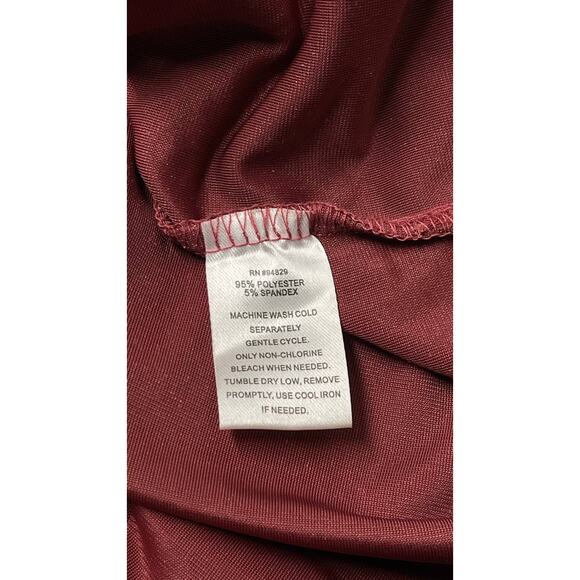 RN #94829
95% POLYESTER
5% SPANDEX
MACHINE WASH COLD
SEPARATELY
GENTLE CYCLE.
ONLY NON-CHLORINE
BLEACH WHEN NEEDED.
TUMBLE DRY LOW, REMOVE
PROMPTLY, USE COOL IRON
IF NEEDED.